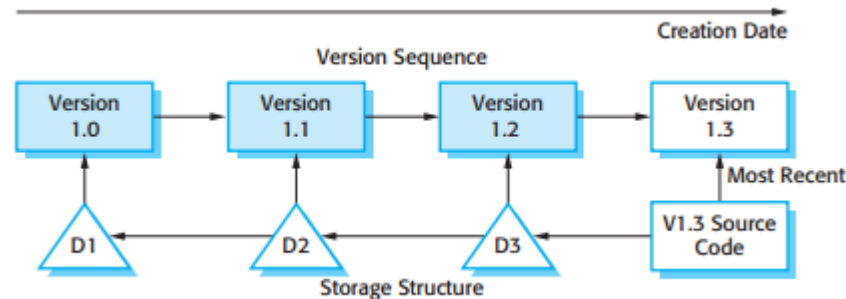 Creation Date
Version Sequence
Version
1.0
Version
1.1
Version
1.2
Version
1.3
Most Recent
D1
D2
D3
V1.3 Source
Code
Storage Structure